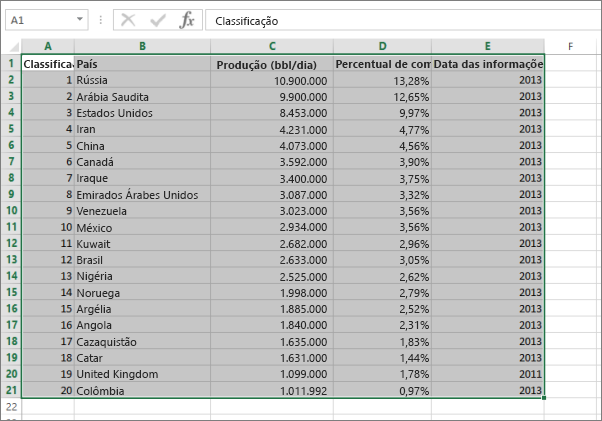 A1 fx Classificação
A B C D E F
1 Classifica País Produção (bbl/dia) Percentual de com Data das informaçõe
2 1 Rússia 10.900.000 13,28% 2013
3 2 Arábia Saudita 9.900.000 12,65% 2013
4 3 Estados Unidos 8.453.000 9,97% 2013
5 4 Iran 4.231.000 4,77% 2013
6 5 China 4.073.000 4,56% 2013
7 6 Canadá 3.592.000 3,90% 2013
8 7 Iraque 3.400.000 3,75% 2013
9 8 Emirados Árabes Unidos 3.087.000 3,32% 2013
10 9 Venezuela 3.023.000 3,56% 2013
11 10 México 2.934.000 3,56% 2013
12 11 Kuwait 2.682.000 2,96% 2013
13 12 Brasil 2.633.000 3,05% 2013
14 13 Nigéria 2.525.000 2,62% 2013
15 14 Noruega 1.998.000 2,79% 2013
16 15 Argélia 1.885.000 2,52% 2013
17 16 Angola 1.840.000 2,31% 2013
18 17 Cazaquistão 1.635.000 1,83% 2013
19 18 Catar 1.631.000 1,44% 2013
20 19 United Kingdom 1.099.000 1,78% 2011
21 20 Colômbia 1.011.992 0,97% 2013
22